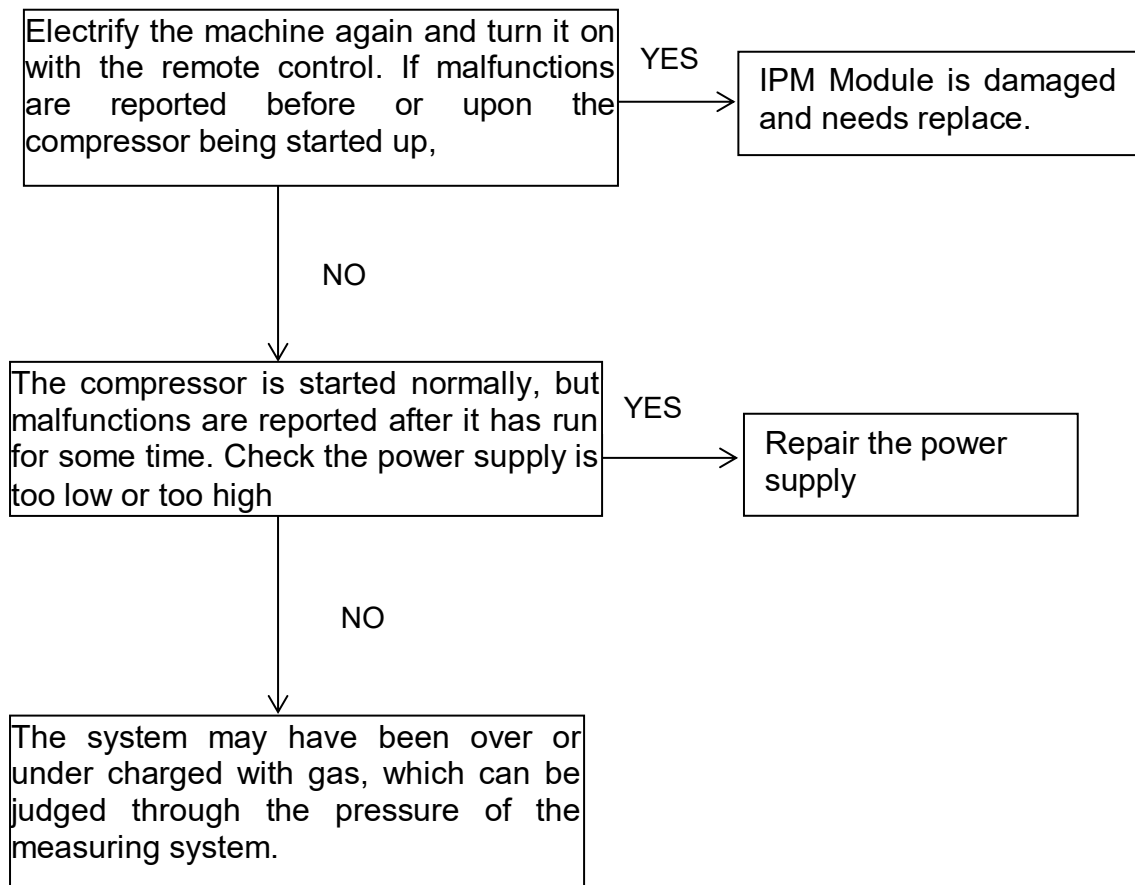 Electrify the machine again and turn it on
with the remote control. If malfunctions
are reported before or upon the
compressor being started up,
YES
IPM Module is damaged
and needs replace.
NO
The compressor is started normally, but
malfunctions are reported after it has run
for some time. Check the power supply is
too low or too high
YES
Repair the power
supply
NO
The system may have been over or
under charged with gas, which can be
judged through the pressure of the
measuring system.